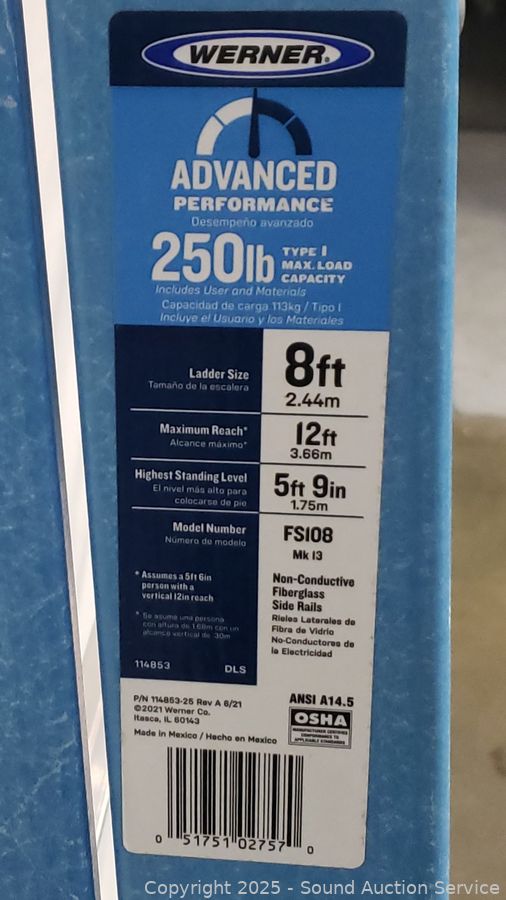 WERNER.
ADVANCED
PERFORMANCE
Desempeño avanzado
250lb TYPE I
MAX. LOAD
CAPACITY
Includes User and Materials
Capacidad de carga 113kg / Tipo I
Incluye el Usuario y los Materiales
Ladder Size
Tamaño de la escalera
8ft
2.44m
Maximum Reach*
Alcance máximo*
12ft
3.66m
Highest Standing Level
El nivel más alto para
colocarse de pie
5ft 9in
1.75m
Model Number
Número de modelo
FS108
Mk 13
* Assumes a 5ft 6in
person with a
vertical 12in reach
* Se asume una persona
con altura de 1.68m con un
alcance vertical de .30m
Non-Conductive
Fiberglass
Side Rails
Rieles Laterales de
Fibra de Vidrio
No-Conductores de
la Electricidad
114853 DLS
P/N 114853-25 Rev A 6/21
©2021 Werner Co.
Itasca, IL 60143
Made in Mexico / Hecho en Mexico
ANSI A14.5
OSHA
MANUFACTURER CERTIFIES
CONFORMANCE TO
APPLICABLE STANDARDS
0 51751 02757 0
Copyright 2025 - Sound Auction Service